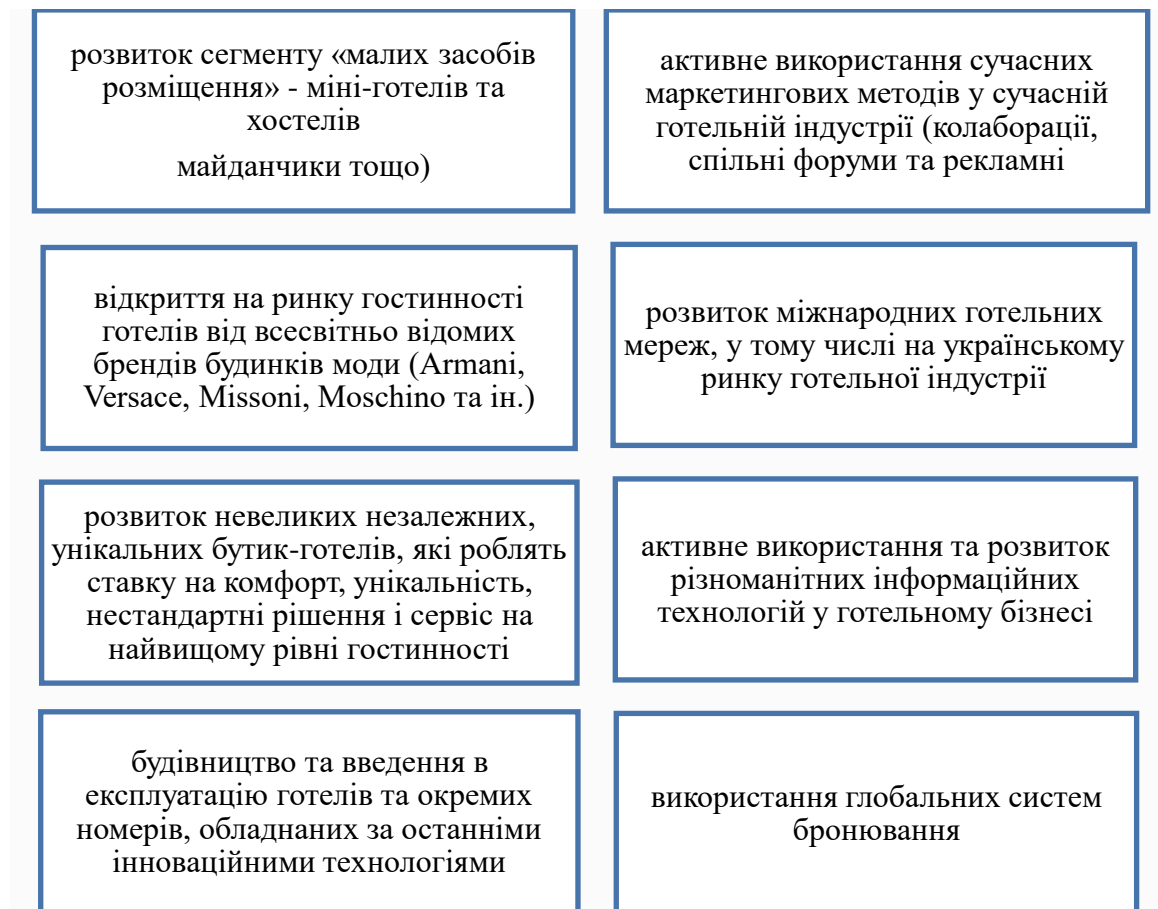 розвиток сегменту «малих засобів
розміщення» - міні-готелів та
хостелів
майданчики тощо)
активне використання сучасних
маркетингових методів у сучасній
готельній індустрії (колаборації,
спільні форуми та рекламні
відкриття на ринку гостинності
готелів від всесвітньо відомих
брендів будинків моди (Armani,
Versace, Missoni, Moschino та ін.)
розвиток міжнародних готельних
мереж, у тому числі на українському
ринку готельної індустрії
розвиток невеликих незалежних,
унікальних бутик-готелів, які роблять
ставку на комфорт, унікальність,
нестандартні рішення і сервіс на
найвищому рівні гостинності
активне використання та розвиток
різноманітних інформаційних
технологій у готельному бізнесі
будівництво та введення в
експлуатацію готелів та окремих
номерів, обладнаних за останніми
інноваційними технологіями
використання глобальних систем
бронювання